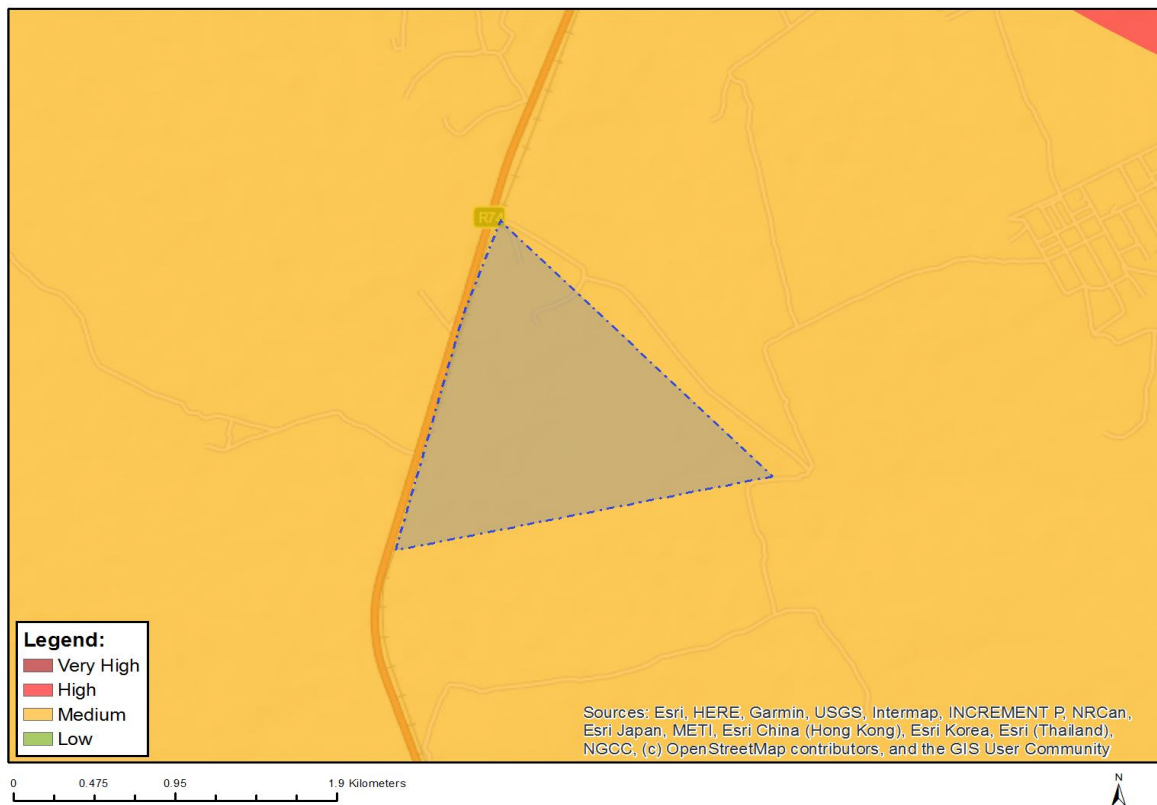 R74
Legend:
Very High
High
Medium
Low
Sources: Esri, HERE, Garmin, USGS, Intermap, INCREMENT P, NRCan,
Esri Japan, METI, Esri China (Hong Kong), Esri Korea, Esri (Thailand),
NGCC, (c) OpenStreetMap contributors, and the GIS User Community
0 0.475 0.95 1.9 Kilometers
N